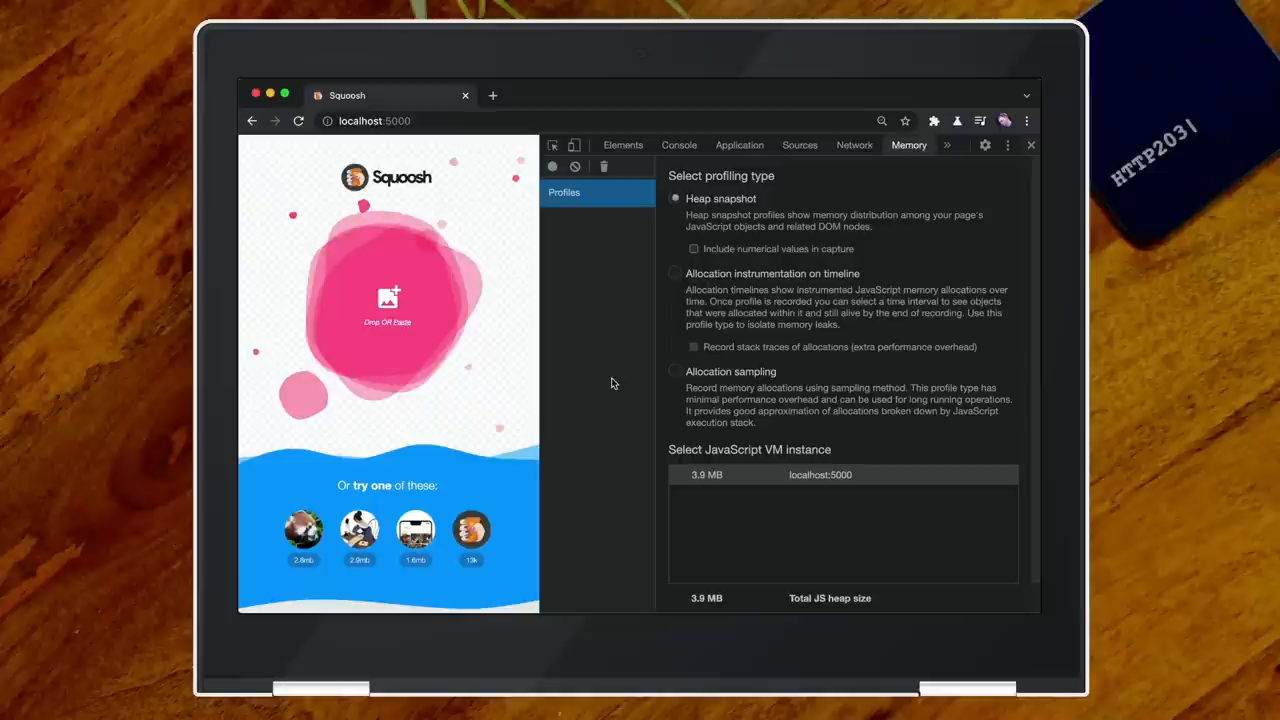 Squoosh
localhost:5000
Squoosh
Drop OR Paste
Or try one of these:
2.8mb
2.9mb
1.6mb
13k
Elements
Console
Application
Sources
Network
Memory
Profiles
Select profiling type
Heap snapshot
Heap snapshot profiles show memory distribution among your page's
JavaScript objects and related DOM nodes.
Include numerical values in capture
Allocation instrumentation on timeline
Allocation timelines show instrumented JavaScript memory allocations over
time. Once profile is recorded you can select a time interval to see objects
that were allocated within it and still alive by the end of recording. Use this
profile type to isolate memory leaks.
Record stack traces of allocations (extra performance overhead)
Allocation sampling
Record memory allocations using sampling method. This profile type has
minimal performance overhead and can be used for long running operations.
It provides good approximation of allocations broken down by JavaScript
execution stack.
Select JavaScript VM instance
3.9 MB localhost:5000
3.9 MB Total JS heap size
HTTP203|